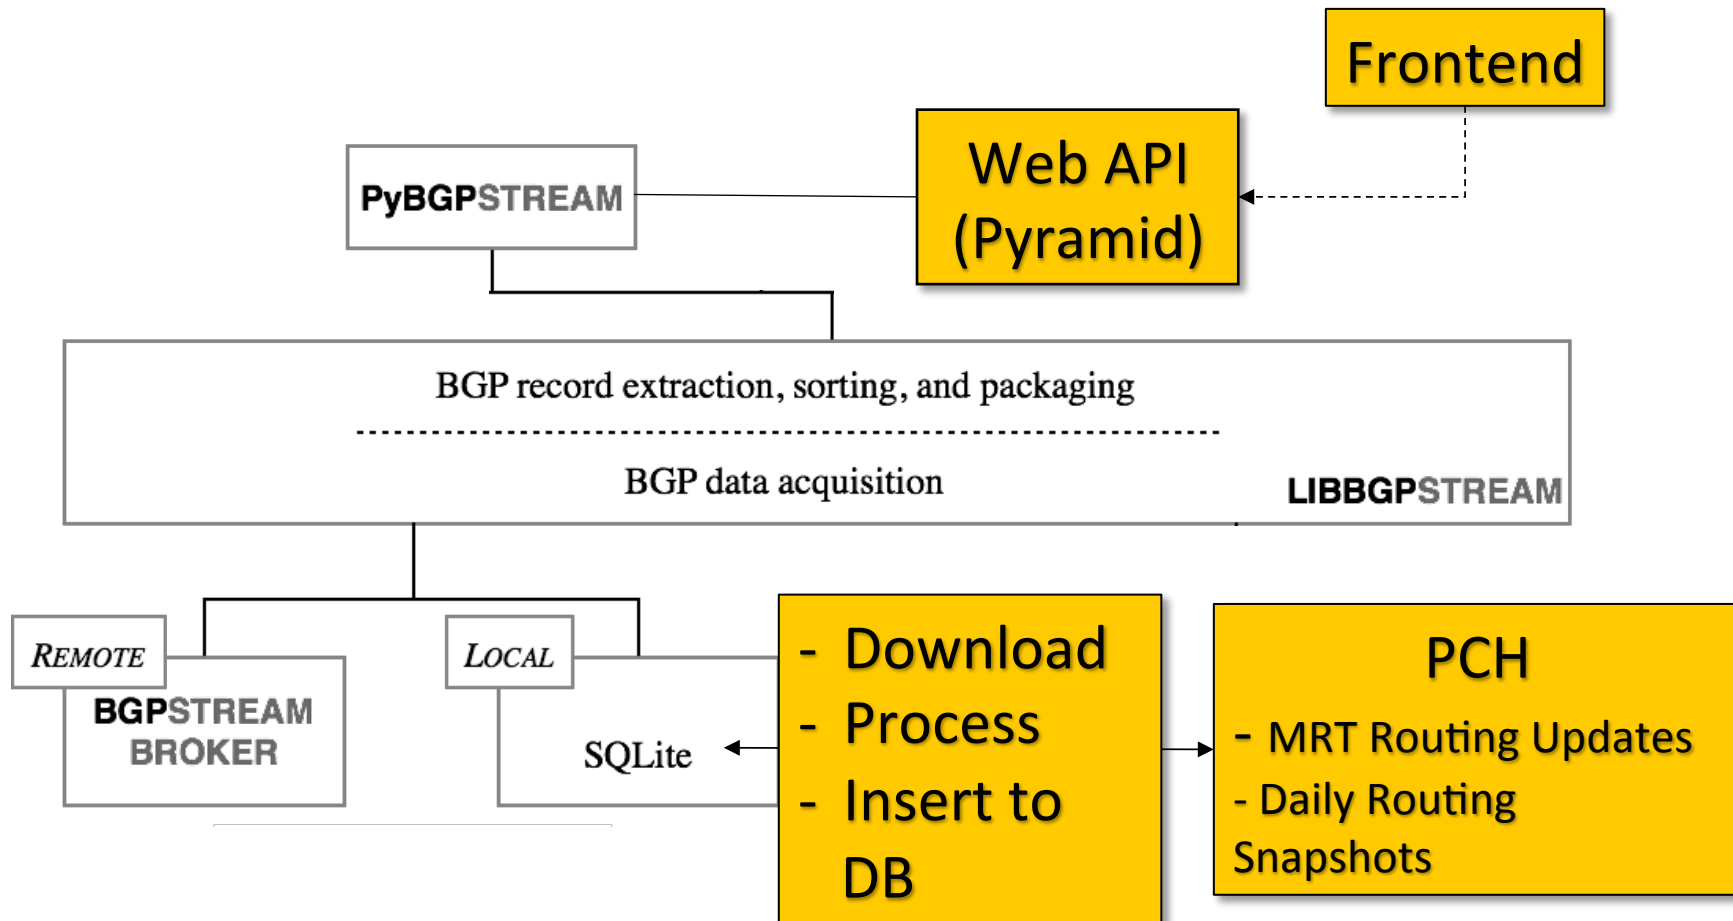 Frontend
Web API
(Pyramid)
PyBGPSTREAM
BGP record extraction, sorting, and packaging
BGP data acquisition
LIBBGPSTREAM
REMOTE
BGPSTREAM
BROKER
LOCAL
SQLite
- Download
- Process
- Insert to
DB
PCH
- MRT Routing Updates
- Daily Routing
Snapshots